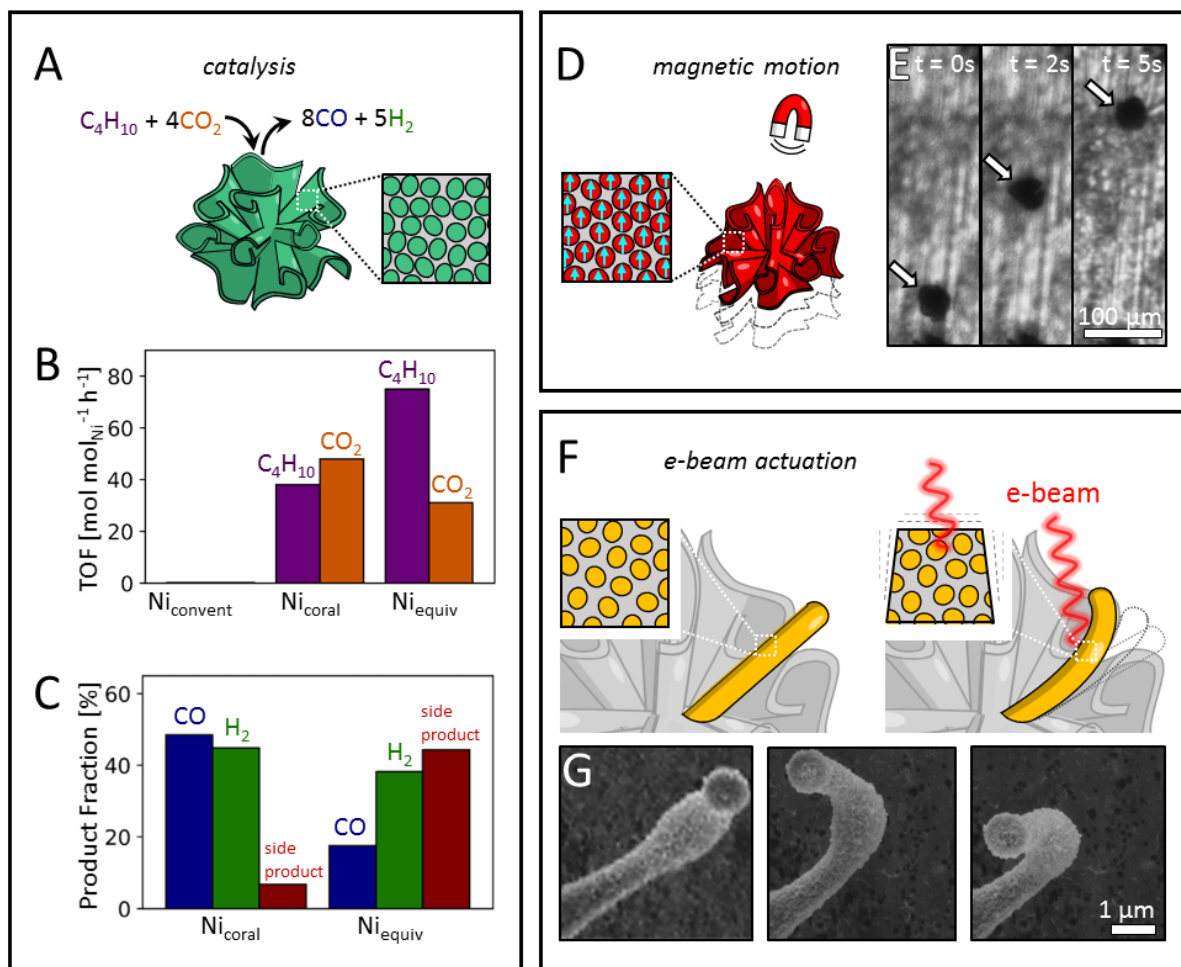 A
catalysis
C₄H₁₀ + 4CO₂ 8CO + 5H₂
B
TOF [mol molNi⁻¹ h⁻¹]
80
60
40
20
0
C₄H₁₀
CO₂
C₄H₁₀
CO₂
Niconvent
Nicoral
Niequiv
C
Product Fraction [%]
60
40
20
0
CO
H₂
side
product
CO
H₂
side
product
Nicoral
Niequiv
D
magnetic motion
E
t = 0s
t = 2s
t = 5s
100 µm
F
e-beam actuation
e-beam
G
1 µm